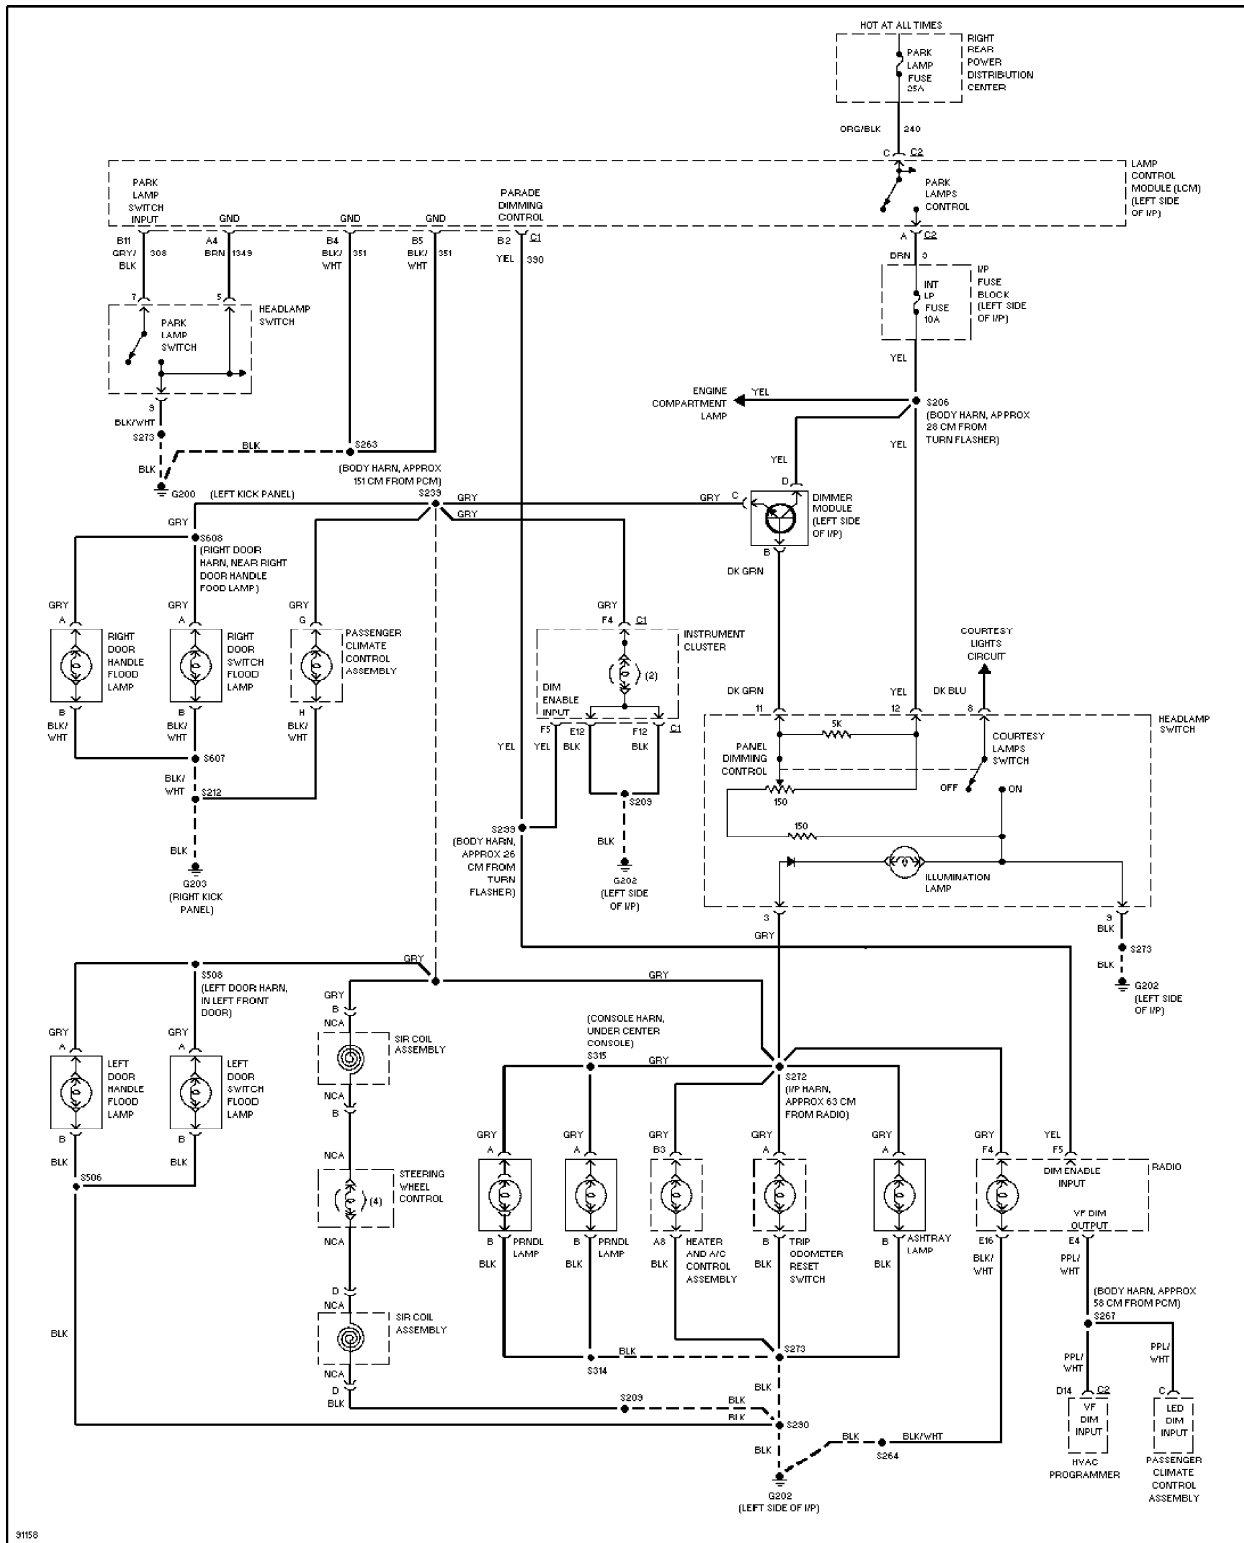 HOT AT ALL TIMES
PARK
LAMP
FUSE
25A
RIGHT
REAR
POWER
DISTRIBUTION
CENTER
ORG/BLK 240
C C2
LAMP
CONTROL
MODULE (LCM)
(LEFT SIDE
OF I/P)
PARK
LAMP
SWITCH
INPUT
GND
GND
GND
PARADE
DIMMING
CONTROL
PARK
LAMPS
CONTROL
B11 A4 B4 B5 B2 C1
A C2
GRY/
BLK
308
BRN 1349
BLK/
WHT
351
BLK/
WHT
351
YEL 390
7 5
HEADLAMP
SWITCH
PARK
LAMP
SWITCH
9
BLK/WHT
S273
BLK
G200 (LEFT KICK PANEL)
BLK
S263
(BODY HARN, APPROX
151 CM FROM PCM)
BRN 9
I/P
FUSE
BLOCK
(LEFT SIDE
OF I/P)
INT
LP
FUSE
10A
YEL
ENGINE
COMPARTMENT
LAMP
YEL
S206
(BODY HARN, APPROX
28 CM FROM
TURN FLASHER)
YEL
YEL
S239
GRY
GRY
GRY C
D
DIMMER
MODULE
(LEFT SIDE
OF I/P)
B
DK GRN
GRY
S608
(RIGHT DOOR
HARN, NEAR RIGHT
DOOR HANDLE
FOOD LAMP)
GRY
A
GRY
A
G
RIGHT
DOOR
HANDLE
FLOOD
LAMP
RIGHT
DOOR
SWITCH
FLOOD
LAMP
PASSENGER
CLIMATE
CONTROL
ASSEMBLY
B
BLK/
WHT
B
BLK/
WHT
H
BLK/
WHT
S607
BLK/
WHT
S212
BLK
G203
(RIGHT KICK
PANEL)
GRY
F4 C1
INSTRUMENT
CLUSTER
(2)
DIM
ENABLE
INPUT
F5 E12 F12 C1
YEL YEL BLK BLK
S209
BLK
G202
(LEFT SIDE
OF I/P)
S299
(BODY HARN,
APPROX 26
CM FROM
TURN
FLASHER)
COURTESY
LIGHTS
CIRCUIT
DK GRN YEL DK BLU
11 12 8
HEADLAMP
SWITCH
5K
PANEL
DIMMING
CONTROL
COURTESY
LAMPS
SWITCH
OFF ON
150
150
ILLUMINATION
LAMP
3
GRY
9
BLK
S273
BLK
G202
(LEFT SIDE
OF I/P)
GRY
S508
(LEFT DOOR HARN,
IN LEFT FRONT
DOOR)
GRY
GRY
B
NCA
SIR COIL
ASSEMBLY
NCA
B
NCA
STEERING
WHEEL
CONTROL
(4)
NCA
D
NCA
SIR COIL
ASSEMBLY
NCA
D
BLK
GRY
A
GRY
A
LEFT
DOOR
HANDLE
FLOOD
LAMP
LEFT
DOOR
SWITCH
FLOOD
LAMP
B
BLK
B
BLK
S506
BLK
(CONSOLE HARN,
UNDER CENTER
CONSOLE)
S315
GRY
S272
(I/P HARN,
APPROX 63 CM
FROM RADIO)
GRY GRY GRY GRY GRY GRY YEL
A A B3 A A F4 F5
DIM ENABLE
INPUT
RADIO
VF DIM
OUTPUT
B A8 B B E16 E4
B
PRNDL
LAMP
PRNDL
LAMP
HEATER
AND A/C
CONTROL
ASSEMBLY
TRIP
ODOMETER
RESET
SWITCH
ASHTRAY
LAMP
BLK BLK BLK BLK BLK
BLK/
WHT
PPL/
WHT
(BODY HARN, APPROX
58 CM FROM PCM)
S267
BLK
S314
S273
BLK
PPL/
WHT
PPL/
WHT
S209
BLK
BLK
S290
BLK
BLK
S264
BLK/WHT
G202
(LEFT SIDE OF I/P)
D14 C2
C
VF
DIM
INPUT
LED
DIM
INPUT
HVAC
PROGRAMMER
PASSENGER
CLIMATE
CONTROL
ASSEMBLY
91158